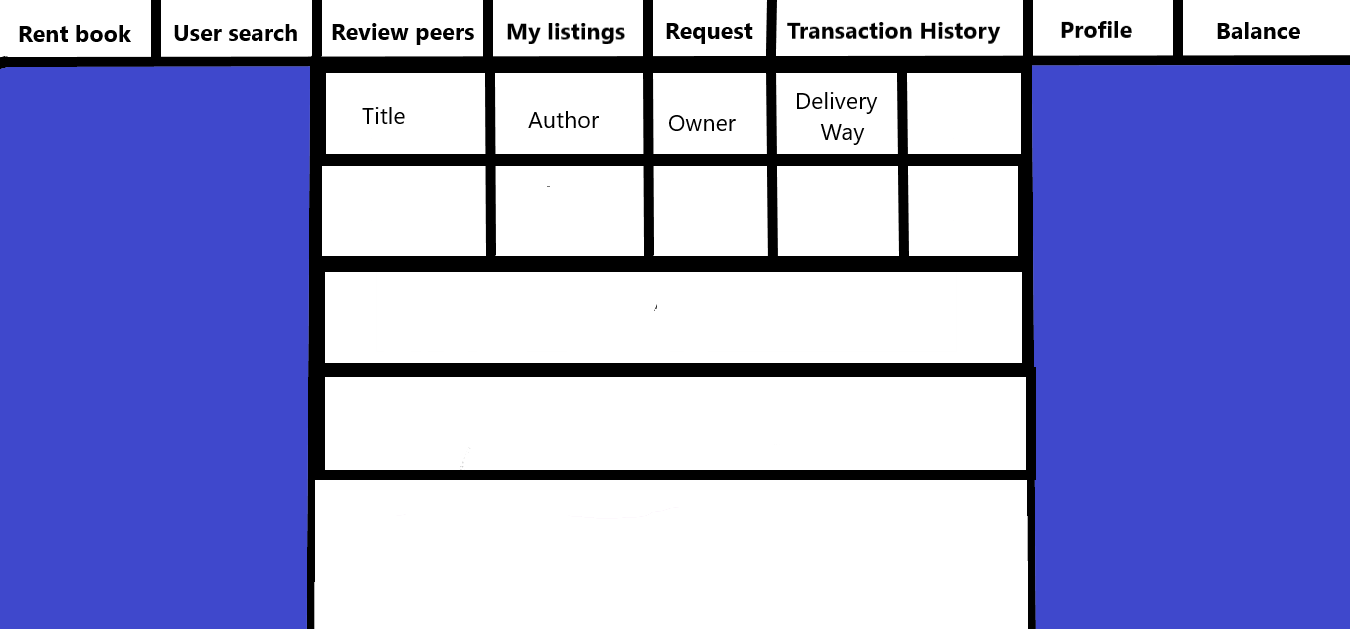 Rent book
User search
Review peers
My listings
Request
Transaction History
Profile
Balance
Title
Author
Owner
Delivery
Way